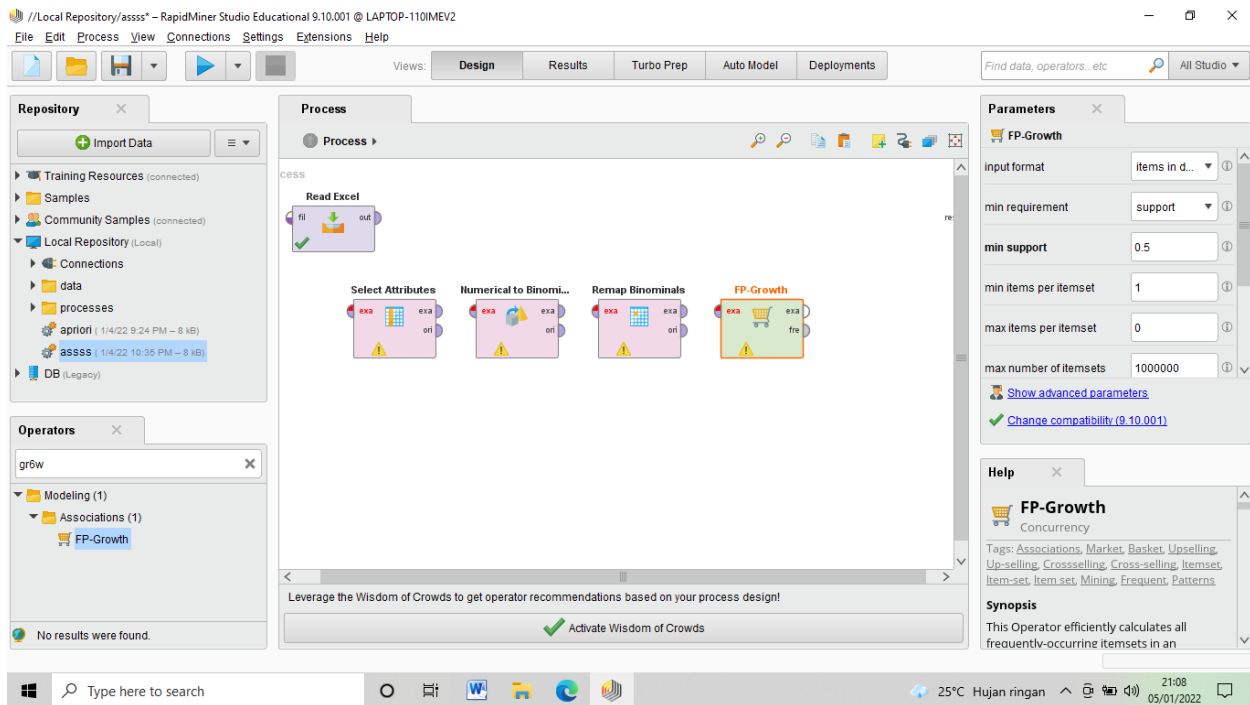 //Local Repository/assss* – RapidMiner Studio Educational 9.10.001 @ LAPTOP-110IMEV2
File Edit Process View Connections Settings Extensions Help
Views: Design Results Turbo Prep Auto Model Deployments
Find data, operators...etc All Studio
Repository
Import Data
Training Resources (connected)
Samples
Community Samples (connected)
Local Repository (Local)
Connections
data
processes
apriori ( 1/4/22 9:24 PM – 8 kB)
assss ( 1/4/22 10:35 PM – 8 kB)
DB (Legacy)
Operators
gr6w
Modeling (1)
Associations (1)
FP-Growth
No results were found.
Process
Process
cess
Read Excel
fil out
re
Select Attributes Numerical to Binomi... Remap Binominals FP-Growth
exa exa exa exa exa exa exa exa
ori ori ori fre
Leverage the Wisdom of Crowds to get operator recommendations based on your process design!
Activate Wisdom of Crowds
Parameters
FP-Growth
input format items in d...
min requirement support
min support 0.5
min items per itemset 1
max items per itemset 0
max number of itemsets 1000000
Show advanced parameters
Change compatibility (9.10.001)
Help
FP-Growth
Concurrency
Tags: Associations, Market, Basket, Upselling,
Up-selling, Crossselling, Cross-selling, Itemset,
Item-set, Item set, Mining, Frequent, Patterns
Synopsis
This Operator efficiently calculates all
frequently-occurring itemsets in an
Type here to search
25°C Hujan ringan
21:08
05/01/2022